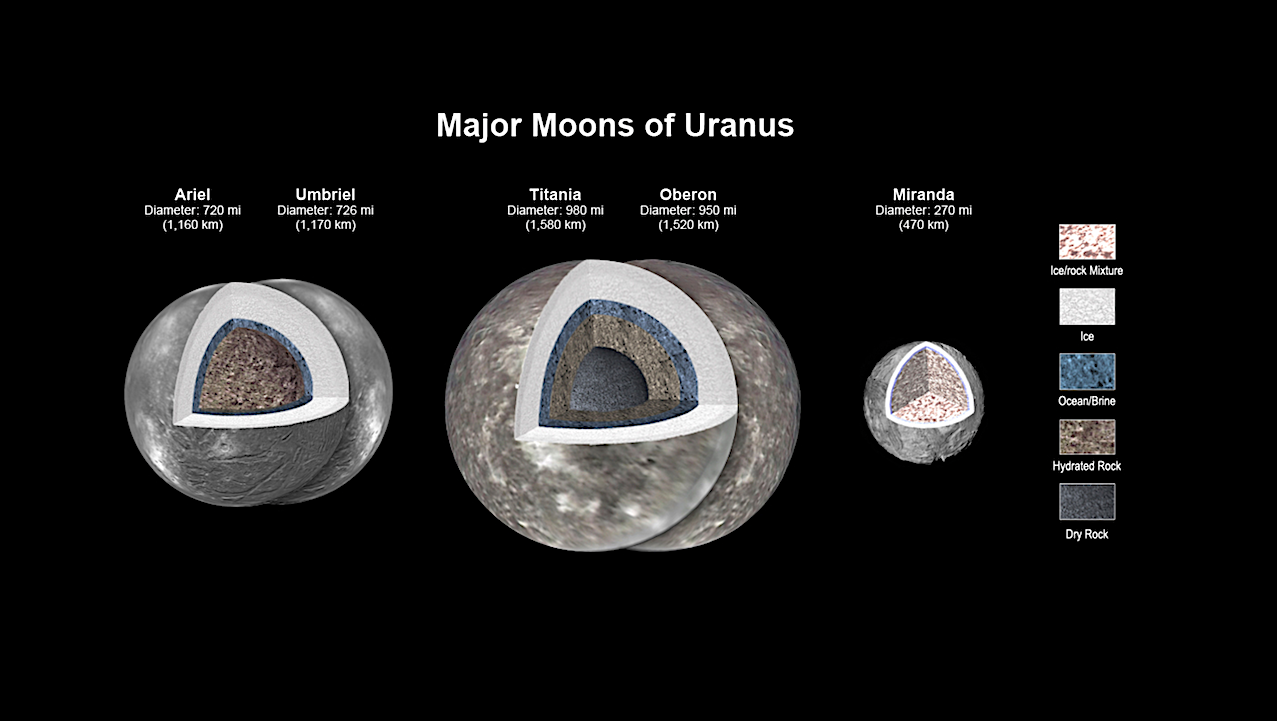 Major Moons of Uranus
Ariel
Diameter: 720 mi
(1,160 km)
Umbriel
Diameter: 726 mi
(1,170 km)
Titania
Diameter: 980 mi
(1,580 km)
Oberon
Diameter: 950 mi
(1,520 km)
Miranda
Diameter: 270 mi
(470 km)
Ice/rock Mixture
Ice
Ocean/Brine
Hydrated Rock
Dry Rock